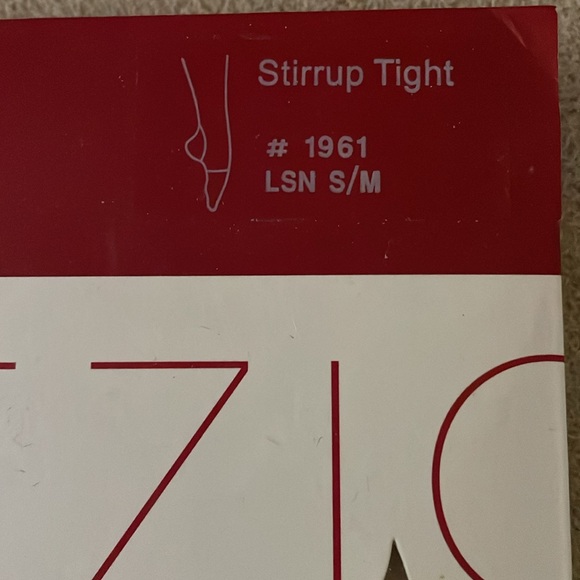 Stirrup Tight
# 1961
LSN S/M